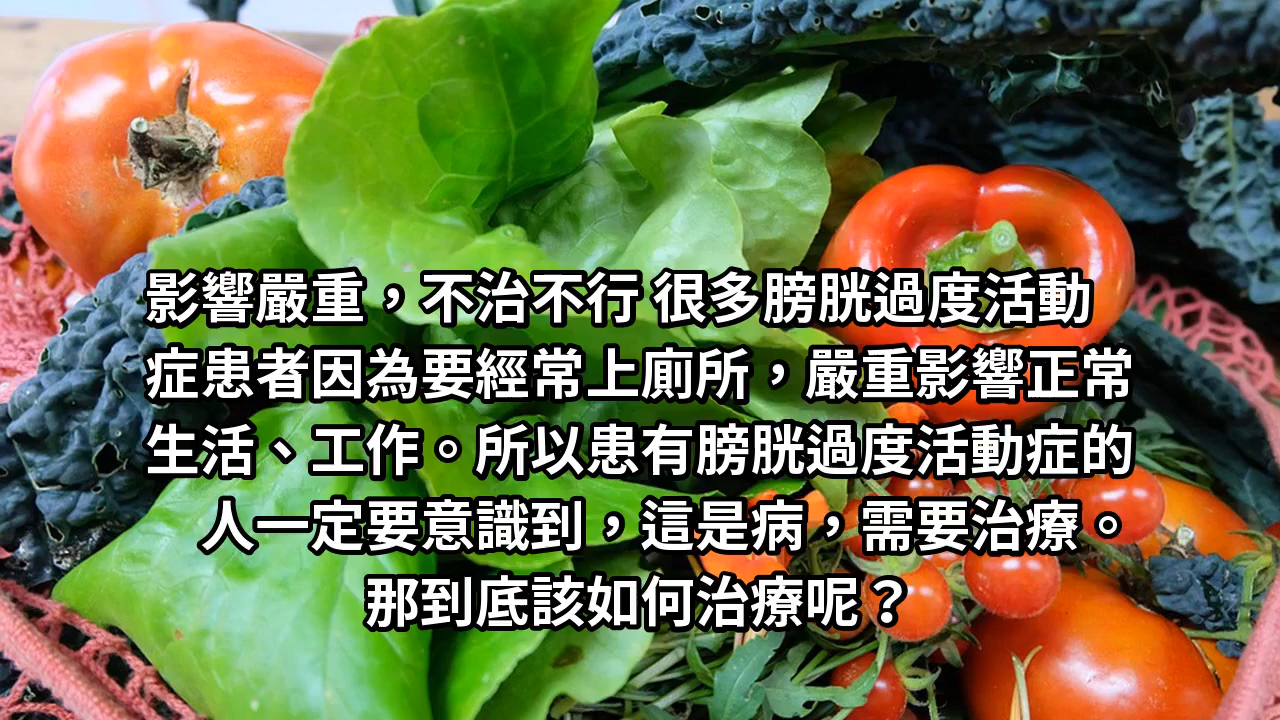 影響嚴重，不治不行 很多膀胱過度活動
症患者因為要經常上廁所，嚴重影響正常
生活、工作。所以患有膀胱過度活動症的
人一定要意識到，這是病，需要治療。
那到底該如何治療呢？